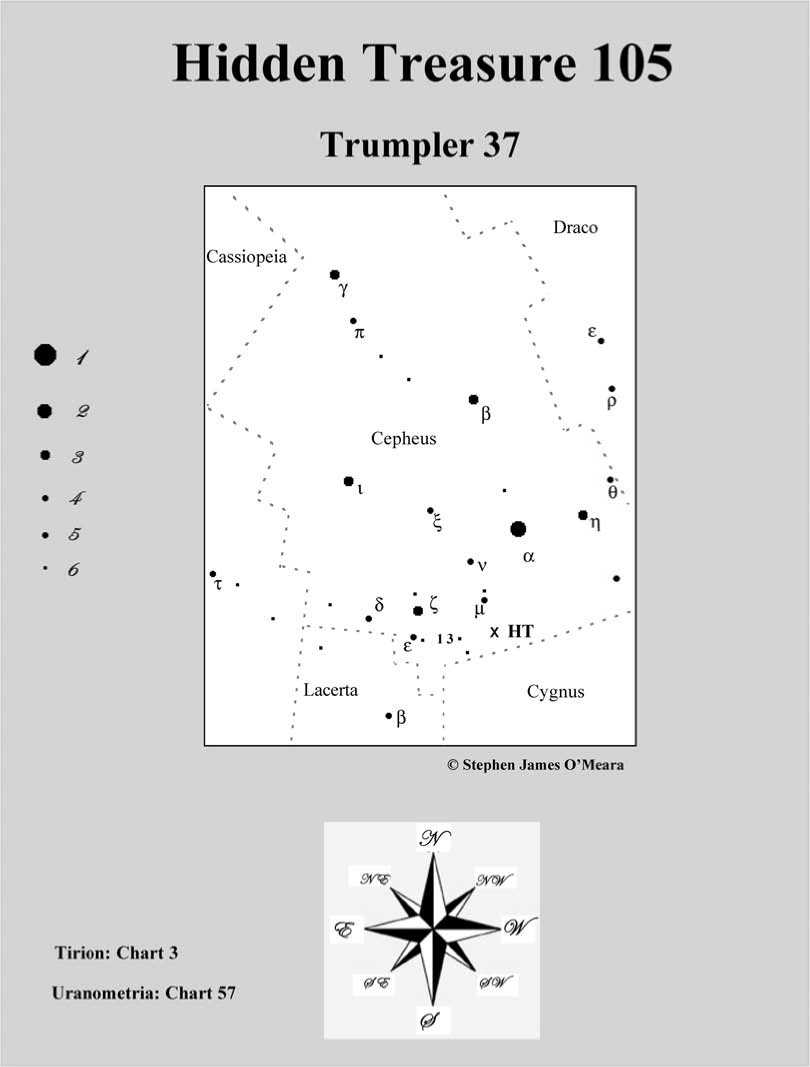 Hidden Treasure 105
Trumpler 37
Draco
Cassiopeia
γ
π
ε
ρ
β
Cepheus
ι
θ
ξ
η
α
ν
τ
δ
ζ
μ
ε
13
x HT
Lacerta
Cygnus
β
1
2
3
4
5
6
© Stephen James O’Meara
N
NE
NW
E
W
SE
SW
S
Tirion: Chart 3
Uranometria: Chart 57